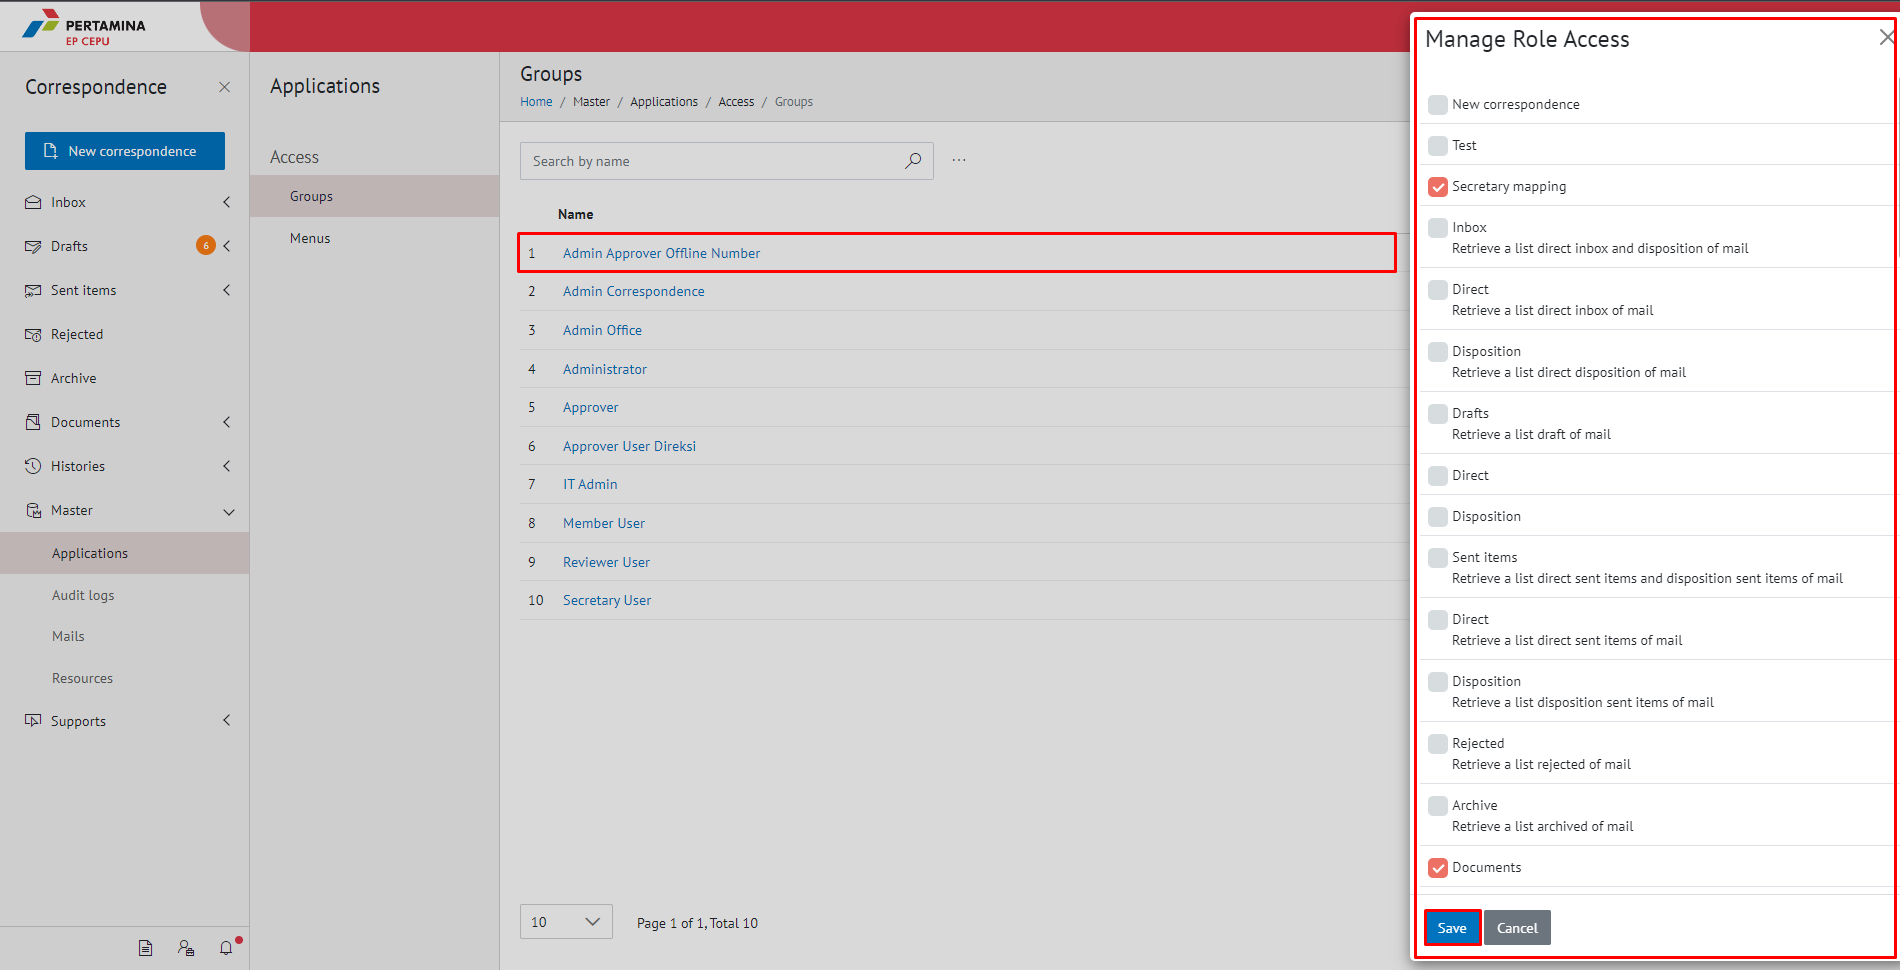 PERTAMINA
EP CEPU
Correspondence
New correspondence
Inbox
Drafts
6
Sent items
Rejected
Archive
Documents
Histories
Master
Applications
Audit logs
Mails
Resources
Supports
Applications
Access
Groups
Menus
Groups
Home / Master / Applications / Access / Groups
Search by name
...
Name
1 Admin Approver Offline Number
2 Admin Correspondence
3 Admin Office
4 Administrator
5 Approver
6 Approver User Direksi
7 IT Admin
8 Member User
9 Reviewer User
10 Secretary User
10
Page 1 of 1, Total 10
Manage Role Access
New correspondence
Test
Secretary mapping
Inbox
Retrieve a list direct inbox and disposition of mail
Direct
Retrieve a list direct inbox of mail
Disposition
Retrieve a list direct disposition of mail
Drafts
Retrieve a list draft of mail
Direct
Disposition
Sent items
Retrieve a list direct sent items and disposition sent items of mail
Direct
Retrieve a list direct sent items of mail
Disposition
Retrieve a list disposition sent items of mail
Rejected
Retrieve a list rejected of mail
Archive
Retrieve a list archived of mail
Documents
Save
Cancel